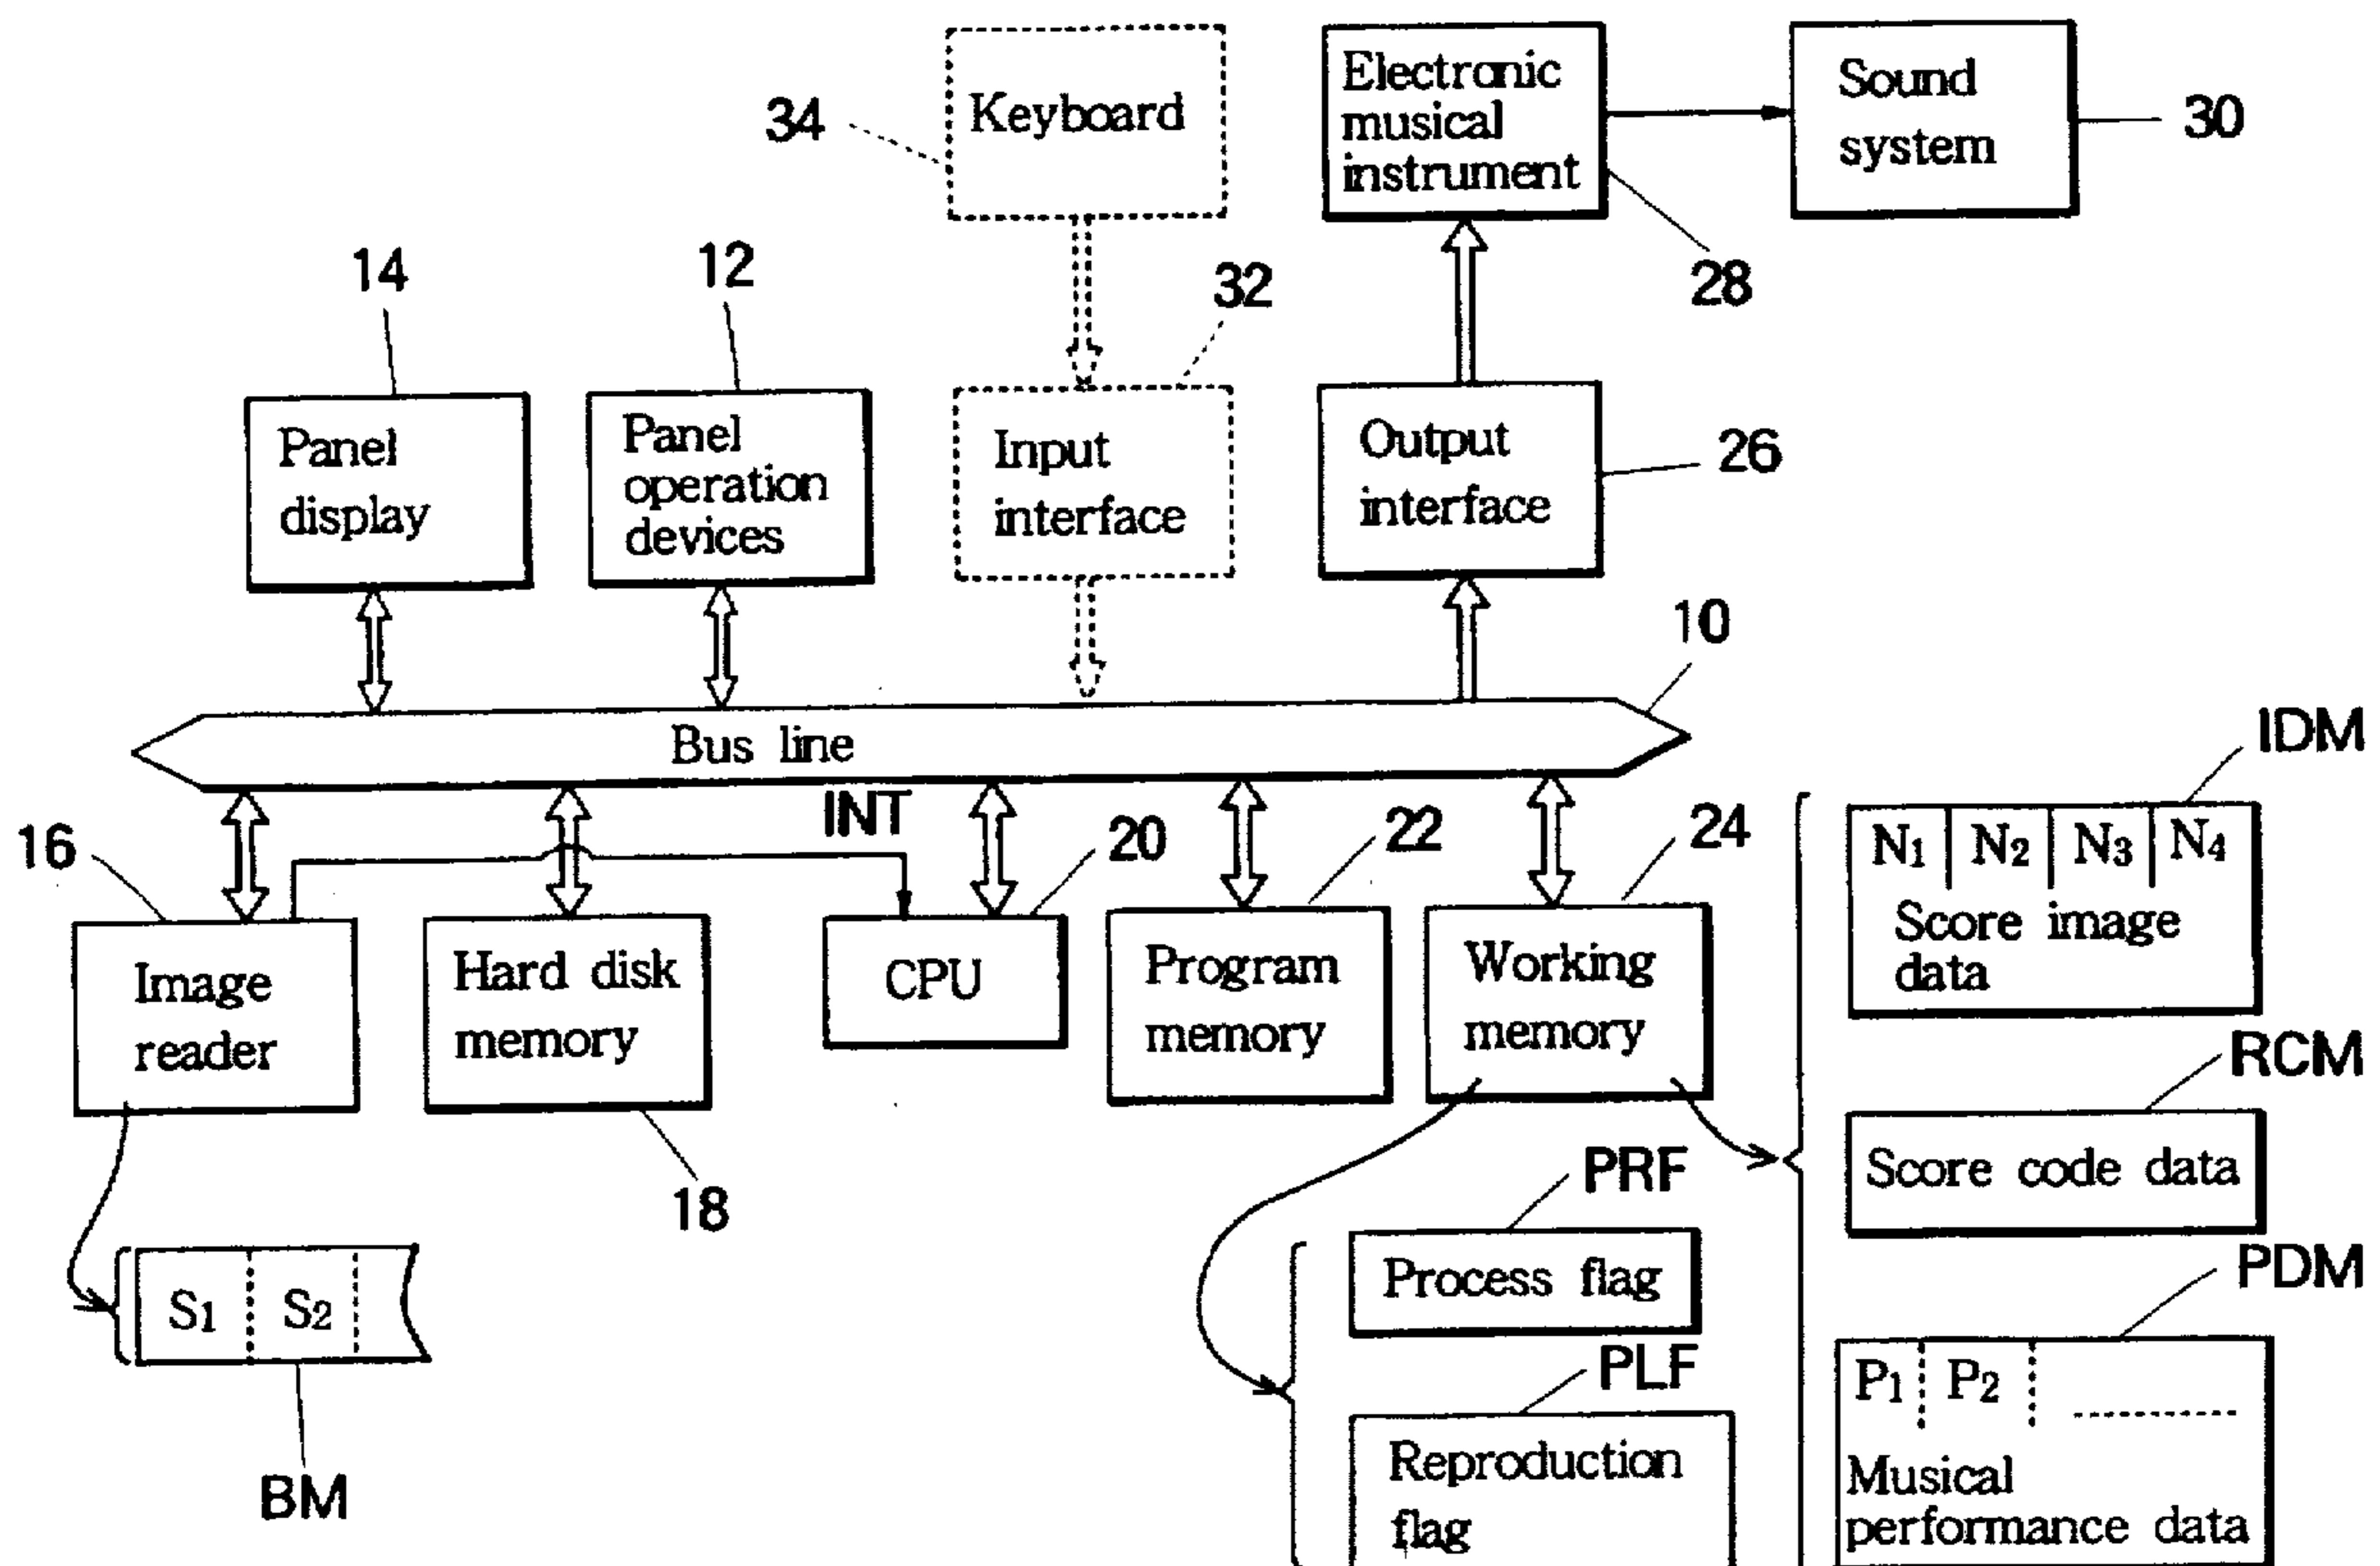 34
Keyboard
Electronic
musical
instrument
28
Sound
system
30
14
Panel
display
12
Panel
operation
devices
32
Input
interface
Output
interface
26
10
Bus line
INT
16
Image
reader
Hard disk
memory
18
20
CPU
22
Program
memory
24
Working
memory
S1 S2
BM
PRF
Process flag
PLF
Reproduction
flag
IDM
N1 N2 N3 N4
Score image
data
RCM
Score code data
PDM
P1 P2
Musical
performance data